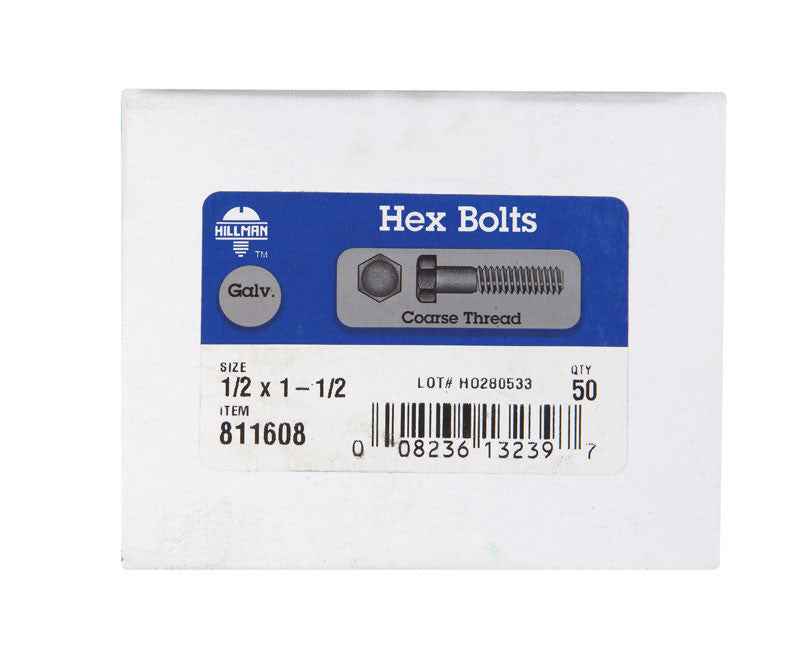 Hex Bolts
HILLMAN
TM
Galv.
Coarse Thread
SIZE
1/2 x 1-1/2
LOT# H0280533
QTY
50
ITEM
811608
0 08236 13239 7